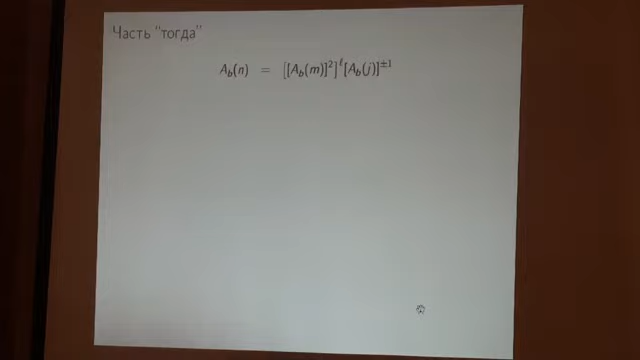 Часть "тогда"
A_b(n) = [[A_b(m)]^2]^ℓ [A_b(j)]^{±1}